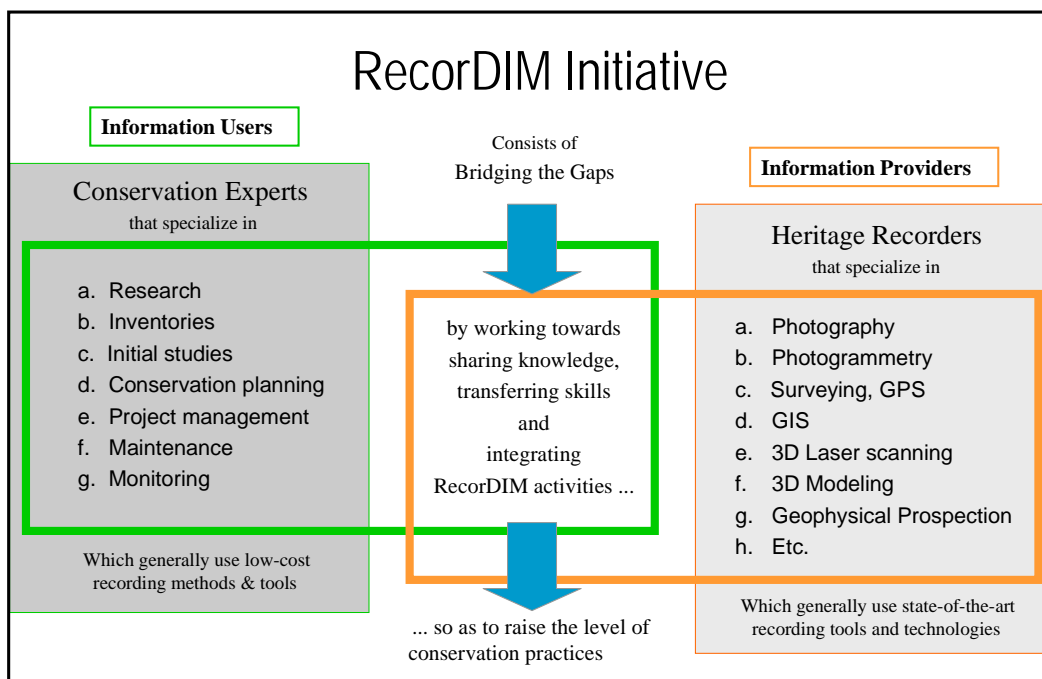 RecorDIM Initiative
Information Users
Conservation Experts
that specialize in
a. Research
b. Inventories
c. Initial studies
d. Conservation planning
e. Project management
f. Maintenance
g. Monitoring
Which generally use low-cost
recording methods & tools
Consists of
Bridging the Gaps
by working towards
sharing knowledge,
transferring skills
and
integrating
RecorDIM activities ...
... so as to raise the level of
conservation practices
Information Providers
Heritage Recorders
that specialize in
a. Photography
b. Photogrammetry
c. Surveying, GPS
d. GIS
e. 3D Laser scanning
f. 3D Modeling
g. Geophysical Prospection
h. Etc.
Which generally use state-of-the-art
recording tools and technologies